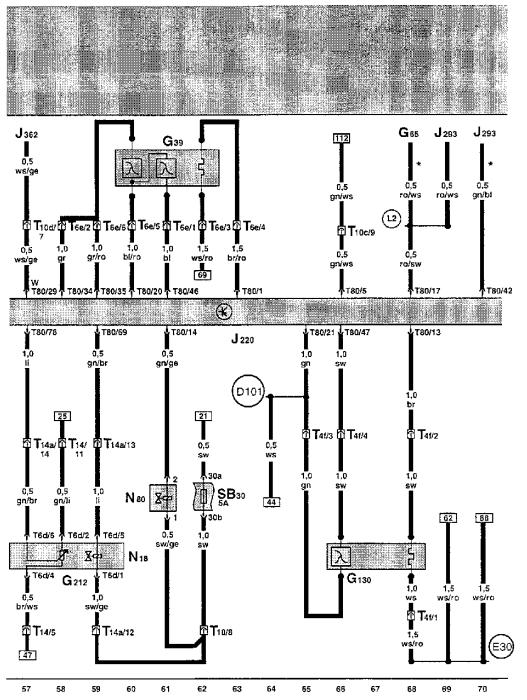 J362
G39
112
G65
J293
J293
0,5
ws/ge
*
*
0,5
gn/ws
0,5
ro/ws
0,5
ro/ws
0,5
gn/bl
T10d/
7
T6e/2
T6e/6
T6e/5
T6e/1
T6e/3
T6e/4
T10c/9
L2
0,5
ws/ge
1,0
gr
1,0
gr/ro
1,0
bl/ro
1,0
bl
1,5
ws/ro
1,5
br/ro
0,5
gn/ws
0,5
ro/sw
69
W
T80/29
T80/34
T80/35
T80/20
T80/46
T80/1
T80/5
T80/17
T80/42
k
T80/78
T80/69
T80/14
J220
T80/21
T80/47
T80/13
1,0
li
0,5
gn/br
0,5
gn/ge
1,0
gn
1,0
sw
1,0
br
D101
25
21
T14a/
14
T14/
11
T14a/13
0,5
sw
0,5
ws
T4f/3
T4f/4
T4f/2
0,5
gn/br
0,5
gn/li
1,0
li
N80
2
30a
SB30
5A
44
1,0
gn
1,0
sw
1,0
sw
1
30b
62
68
T6d/6
T6d/2
T6d/5
0,5
sw/ge
1,0
sw
N18
G212
T6d/4
T6d/1
G130
0,5
br/ws
1,0
sw/ge
1,0
ws
1,5
ws/ro
1,5
ws/ro
T14/5
T14a/12
T10/8
T4f/1
47
1,5
ws/ro
E30
57 58 59 60 61 62 63 64 65 66 67 68 69 70